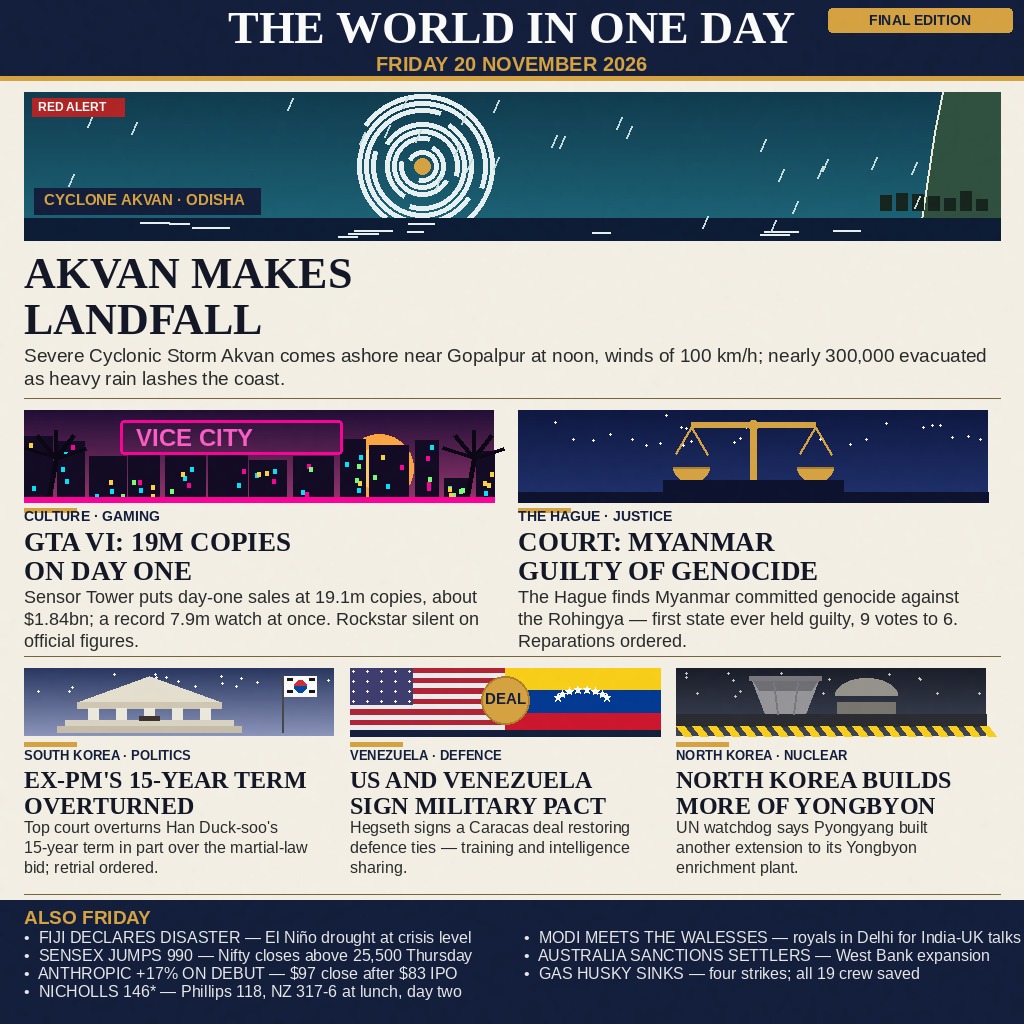 THE WORLD IN ONE DAY
FINAL EDITION
FRIDAY 20 NOVEMBER 2026
RED ALERT
CYCLONE AKVAN · ODISHA
AKVAN MAKES
LANDFALL
Severe Cyclonic Storm Akvan comes ashore near Gopalpur at noon, winds of 100 km/h; nearly 300,000 evacuated
as heavy rain lashes the coast.
VICE CITY
CULTURE · GAMING
GTA VI: 19M COPIES
ON DAY ONE
Sensor Tower puts day-one sales at 19.1m copies, about
$1.84bn; a record 7.9m watch at once. Rockstar silent on
official figures.
THE HAGUE · JUSTICE
COURT: MYANMAR
GUILTY OF GENOCIDE
The Hague finds Myanmar committed genocide against
the Rohingya — first state ever held guilty, 9 votes to 6.
Reparations ordered.
SOUTH KOREA · POLITICS
EX-PM'S 15-YEAR TERM
OVERTURNED
Top court overturns Han Duck-soo's
15-year term in part over the martial-law
bid; retrial ordered.
DEAL
VENEZUELA · DEFENCE
US AND VENEZUELA
SIGN MILITARY PACT
Hegseth signs a Caracas deal restoring
defence ties — training and intelligence
sharing.
NORTH KOREA · NUCLEAR
NORTH KOREA BUILDS
MORE OF YONGBYON
UN watchdog says Pyongyang built
another extension to its Yongbyon
enrichment plant.
ALSO FRIDAY
• FIJI DECLARES DISASTER — El Niño drought at crisis level
• SENSEX JUMPS 990 — Nifty closes above 25,500 Thursday
• ANTHROPIC +17% ON DEBUT — $97 close after $83 IPO
• NICHOLLS 146* — Phillips 118, NZ 317-6 at lunch, day two
• MODI MEETS THE WALESSES — royals in Delhi for India-UK talks
• AUSTRALIA SANCTIONS SETTLERS — West Bank expansion
• GAS HUSKY SINKS — four strikes; all 19 crew saved